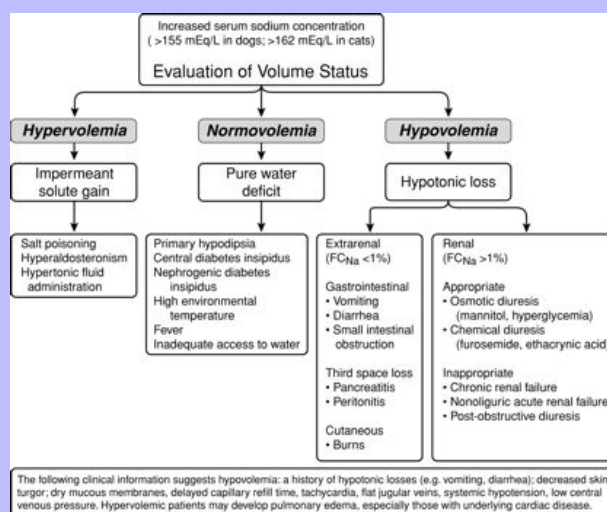 Increased serum sodium concentration
( >155 mEq/L in dogs; >162 mEq/L in cats)
Evaluation of Volume Status
Hypervolemia
Normovolemia
Hypovolemia
Impermeant
solute gain
Pure water
deficit
Hypotonic loss
Salt poisoning
Hyperaldosteronism
Hypertonic fluid
administration
Primary hypodipsia
Central diabetes insipidus
Nephrogenic diabetes
insipidus
High environmental
temperature
Fever
Inadequate access to water
Extrarenal
(FCNa <1%)
Gastrointestinal
• Vomiting
• Diarrhea
• Small intestinal
obstruction
Third space loss
• Pancreatitis
• Peritonitis
Cutaneous
• Burns
Renal
(FCNa >1%)
Appropriate
• Osmotic diuresis
(mannitol, hyperglycemia)
• Chemical diuresis
(furosemide, ethacrynic acid)
Inappropriate
• Chronic renal failure
• Nonoliguric acute renal failure
• Post-obstructive diuresis
The following clinical information suggests hypovolemia: a history of hypotonic losses (e.g. vomiting, diarrhea); decreased skin
turgor; dry mucous membranes, delayed capillary refill time, tachycardia, flat jugular veins, systemic hypotension, low central
venous pressure. Hypervolemic patients may develop pulmonary edema, especially those with underlying cardiac disease.